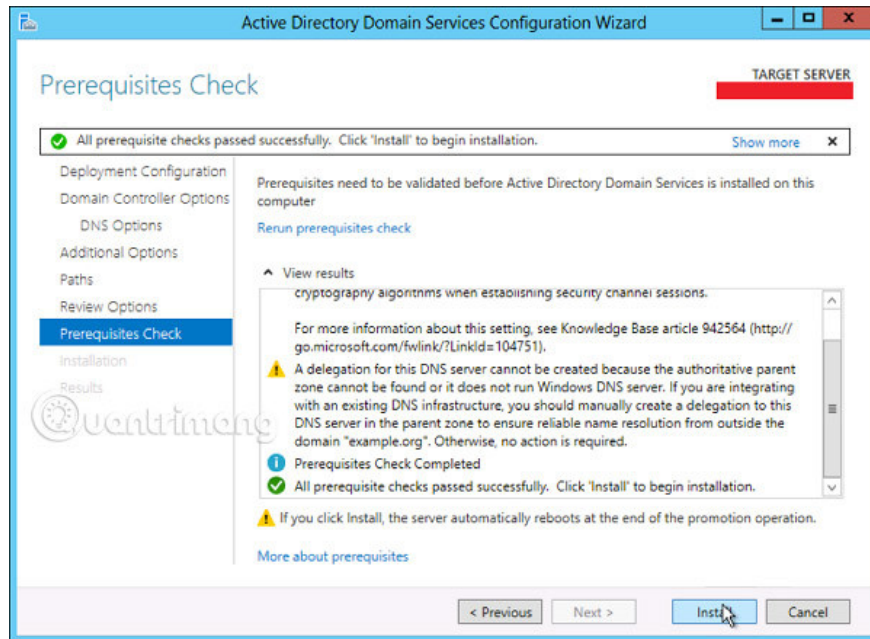 Active Directory Domain Services Configuration Wizard
Prerequisites Check
TARGET SERVER
All prerequisite checks passed successfully. Click 'Install' to begin installation.
Show more
Deployment Configuration
Domain Controller Options
DNS Options
Additional Options
Paths
Review Options
Prerequisites Check
Installation
Results
Prerequisites need to be validated before Active Directory Domain Services is installed on this
computer
Rerun prerequisites check
View results
cryptography algorithms when establishing security channel sessions.
For more information about this setting, see Knowledge Base article 942564 (http://
go.microsoft.com/fwlink/?LinkId=104751).
A delegation for this DNS server cannot be created because the authoritative parent
zone cannot be found or it does not run Windows DNS server. If you are integrating
with an existing DNS infrastructure, you should manually create a delegation to this
DNS server in the parent zone to ensure reliable name resolution from outside the
domain "example.org". Otherwise, no action is required.
Prerequisites Check Completed
All prerequisite checks passed successfully. Click 'Install' to begin installation.
If you click Install, the server automatically reboots at the end of the promotion operation.
More about prerequisites
< Previous
Next >
Install
Cancel
Quantrimang